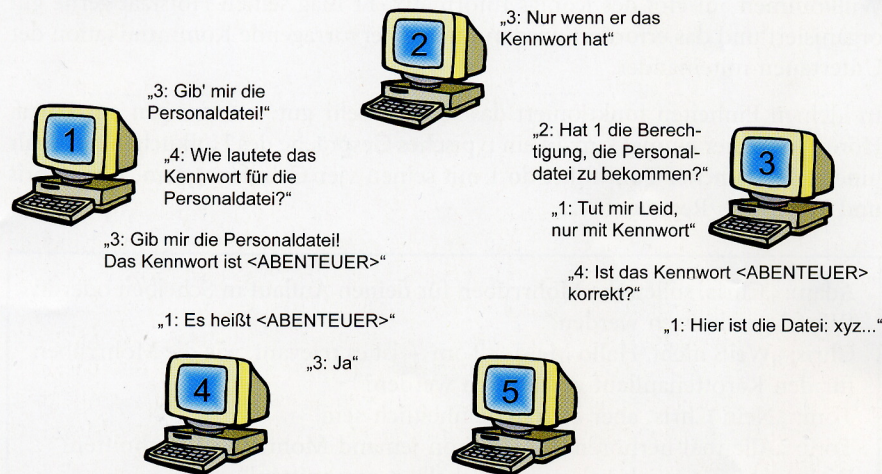 „3: Nur wenn er das
Kennwort hat"
2
„3: Gib' mir die
Personaldatei!"
1
„4: Wie lautete das
Kennwort für die
Personaldatei?"
„3: Gib mir die Personaldatei!
Das Kennwort ist <ABENTEUER>"
„2: Hat 1 die Berech-
tigung, die Personal-
datei zu bekommen?"
3
„1: Tut mir Leid,
nur mit Kennwort"
„4: Ist das Kennwort <ABENTEUER>
korrekt?"
„1: Hier ist die Datei: xyz..."
„1: Es heißt <ABENTEUER>"
„3: Ja"
4
5